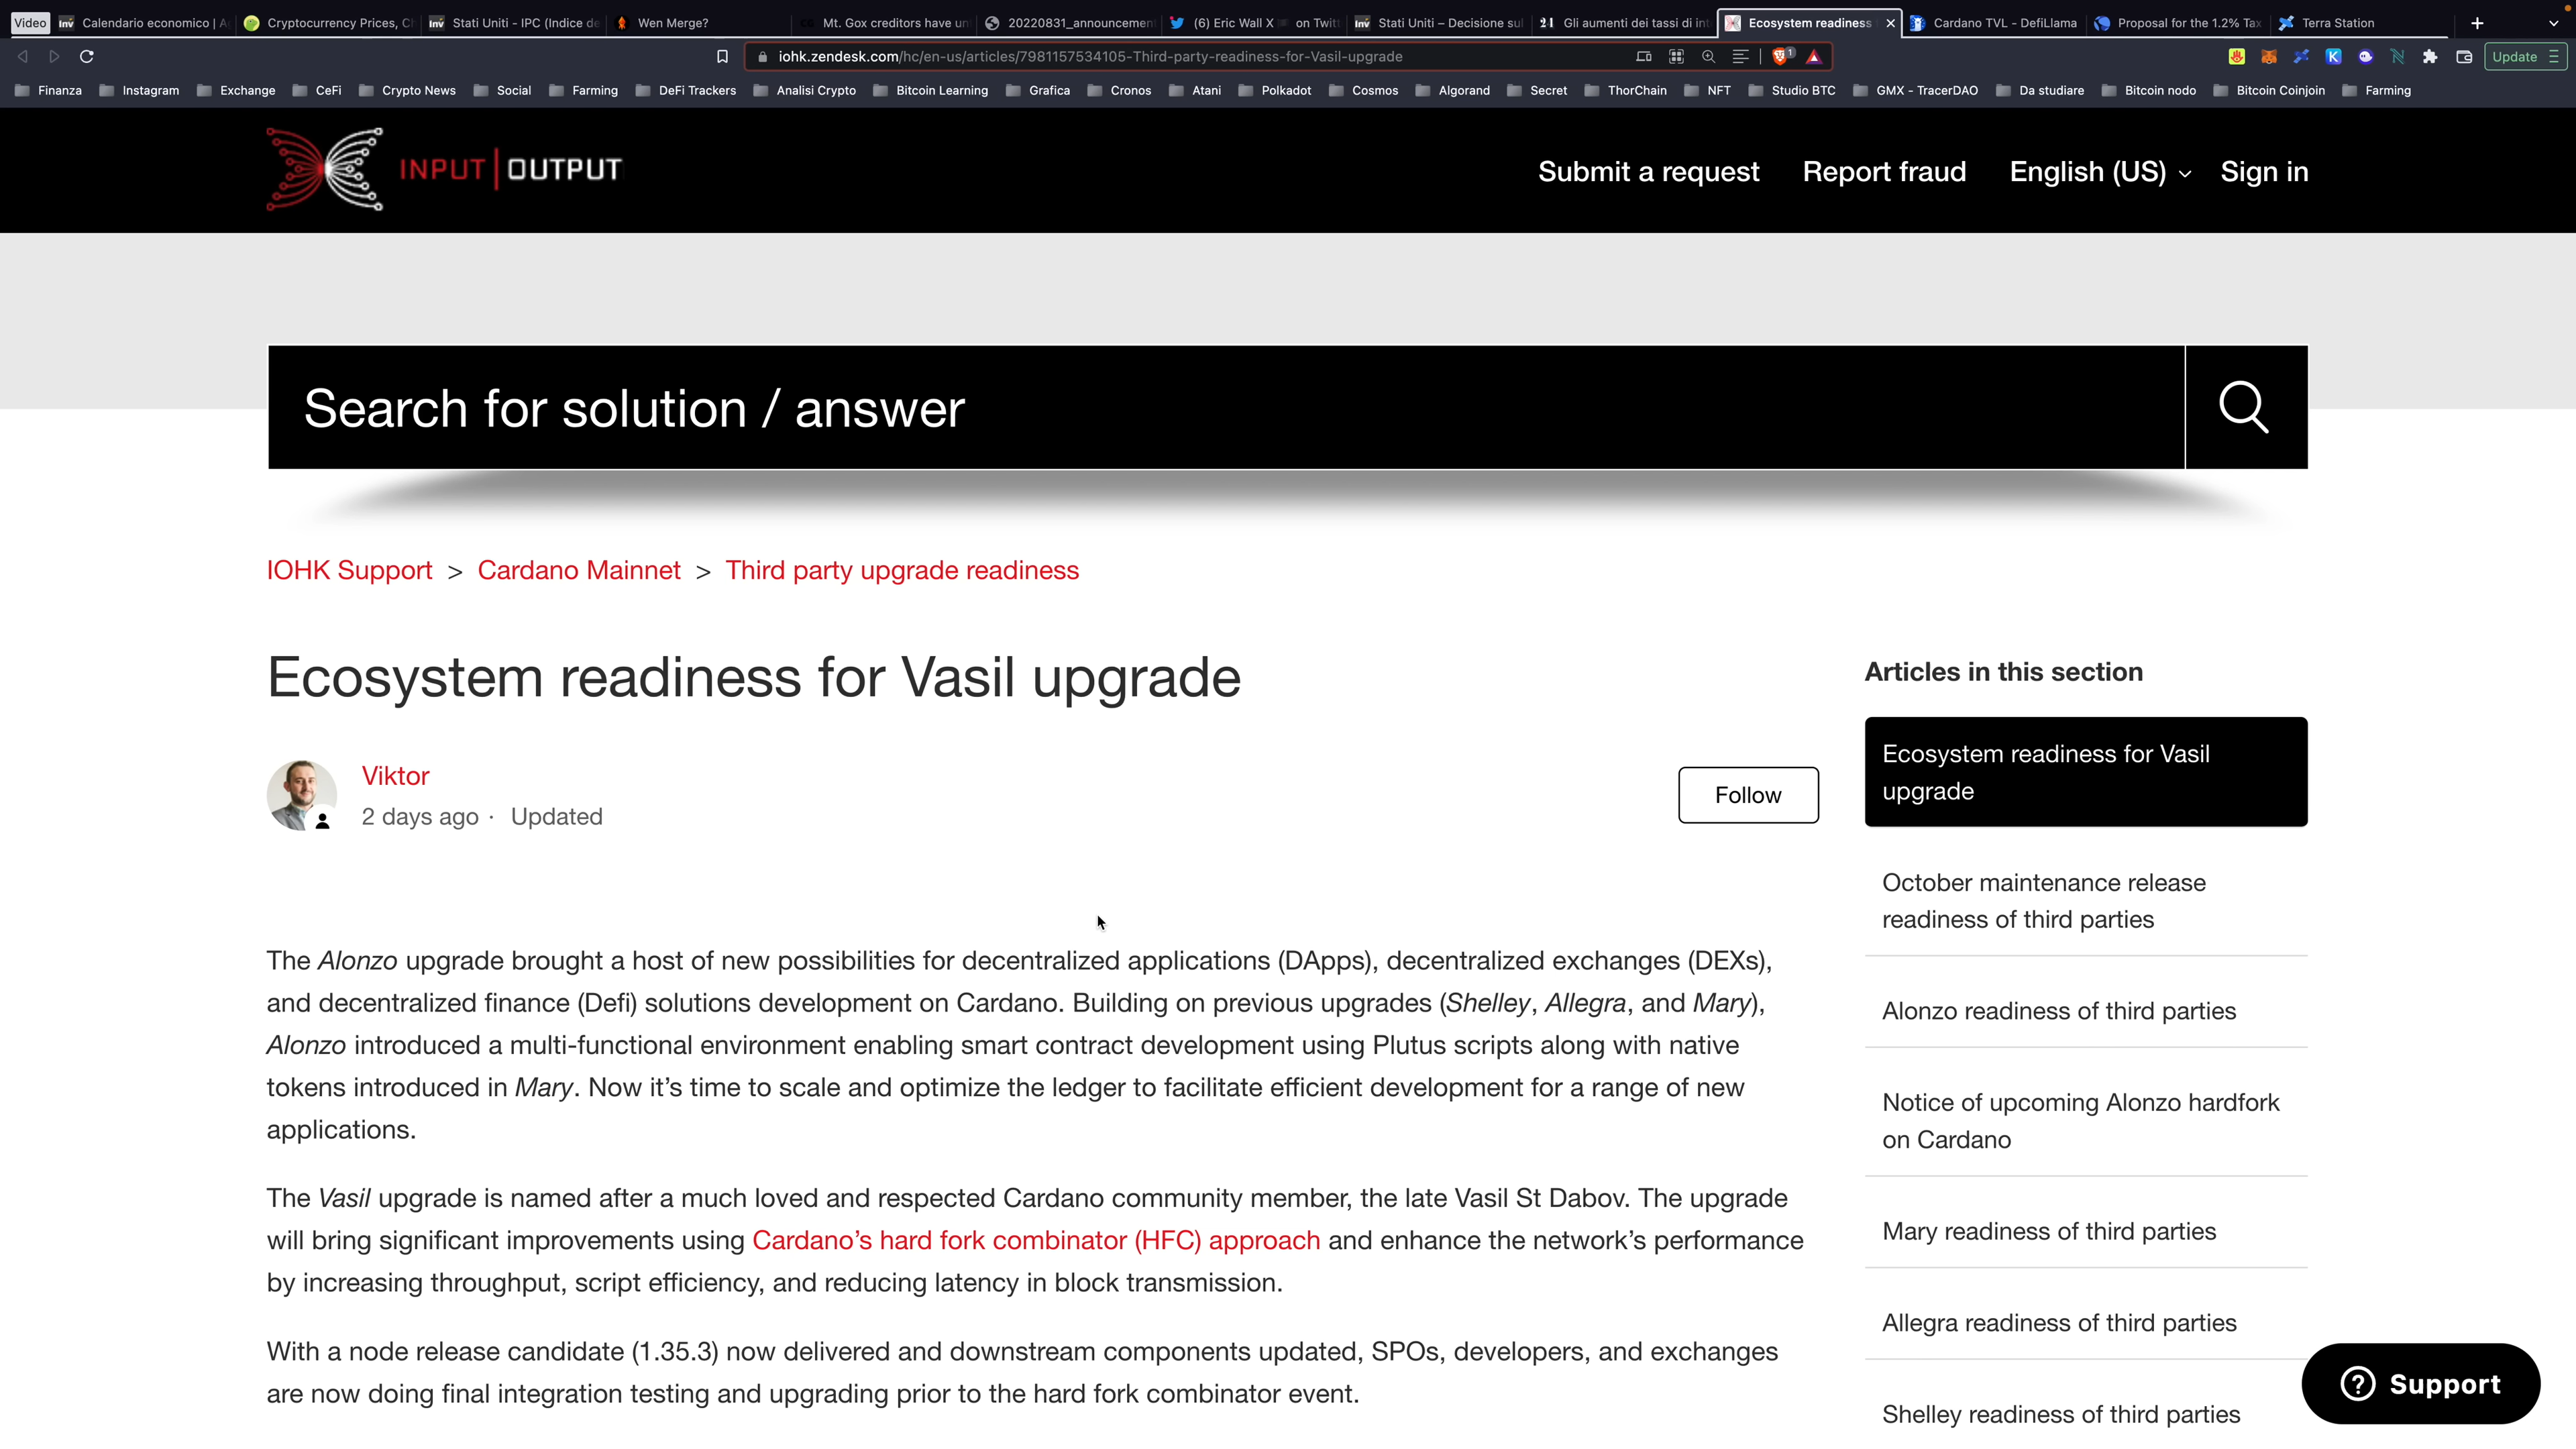 Video
Calendario economico | A
Cryptocurrency Prices, C
Stati Uniti - IPC (Indice de
Wen Merge?
Mt. Gox creditors have un
20220831_announcement
(6) Eric Wall X on Twitt
Stati Uniti – Decisione sul
Gli aumenti dei tassi di in
Ecosystem readiness
Cardano TVL - DefiLlama
Proposal for the 1.2% Tax
Terra Station
iohk.zendesk.com/hc/en-us/articles/7981157534105-Third-party-readiness-for-Vasil-upgrade
1
Update
Finanza Instagram Exchange CeFi Crypto News Social Farming DeFi Trackers Analisi Crypto Bitcoin Learning Grafica Cronos Atani Polkadot Cosmos Algorand Secret ThorChain NFT Studio BTC GMX - TracerDAO Da studiare Bitcoin nodo Bitcoin Coinjoin Farming
INPUT | OUTPUT
Submit a request Report fraud English (US) Sign in
Search for solution / answer
IOHK Support > Cardano Mainnet > Third party upgrade readiness
Ecosystem readiness for Vasil upgrade
Viktor
2 days ago · Updated
Follow
The Alonzo upgrade brought a host of new possibilities for decentralized applications (DApps), decentralized exchanges (DEXs),
and decentralized finance (Defi) solutions development on Cardano. Building on previous upgrades (Shelley, Allegra, and Mary),
Alonzo introduced a multi-functional environment enabling smart contract development using Plutus scripts along with native
tokens introduced in Mary. Now it’s time to scale and optimize the ledger to facilitate efficient development for a range of new
applications.
The Vasil upgrade is named after a much loved and respected Cardano community member, the late Vasil St Dabov. The upgrade
will bring significant improvements using Cardano’s hard fork combinator (HFC) approach and enhance the network’s performance
by increasing throughput, script efficiency, and reducing latency in block transmission.
With a node release candidate (1.35.3) now delivered and downstream components updated, SPOs, developers, and exchanges
are now doing final integration testing and upgrading prior to the hard fork combinator event.
Articles in this section
Ecosystem readiness for Vasil
upgrade
October maintenance release
readiness of third parties
Alonzo readiness of third parties
Notice of upcoming Alonzo hardfork
on Cardano
Mary readiness of third parties
Allegra readiness of third parties
Shelley readiness of third parties
Support